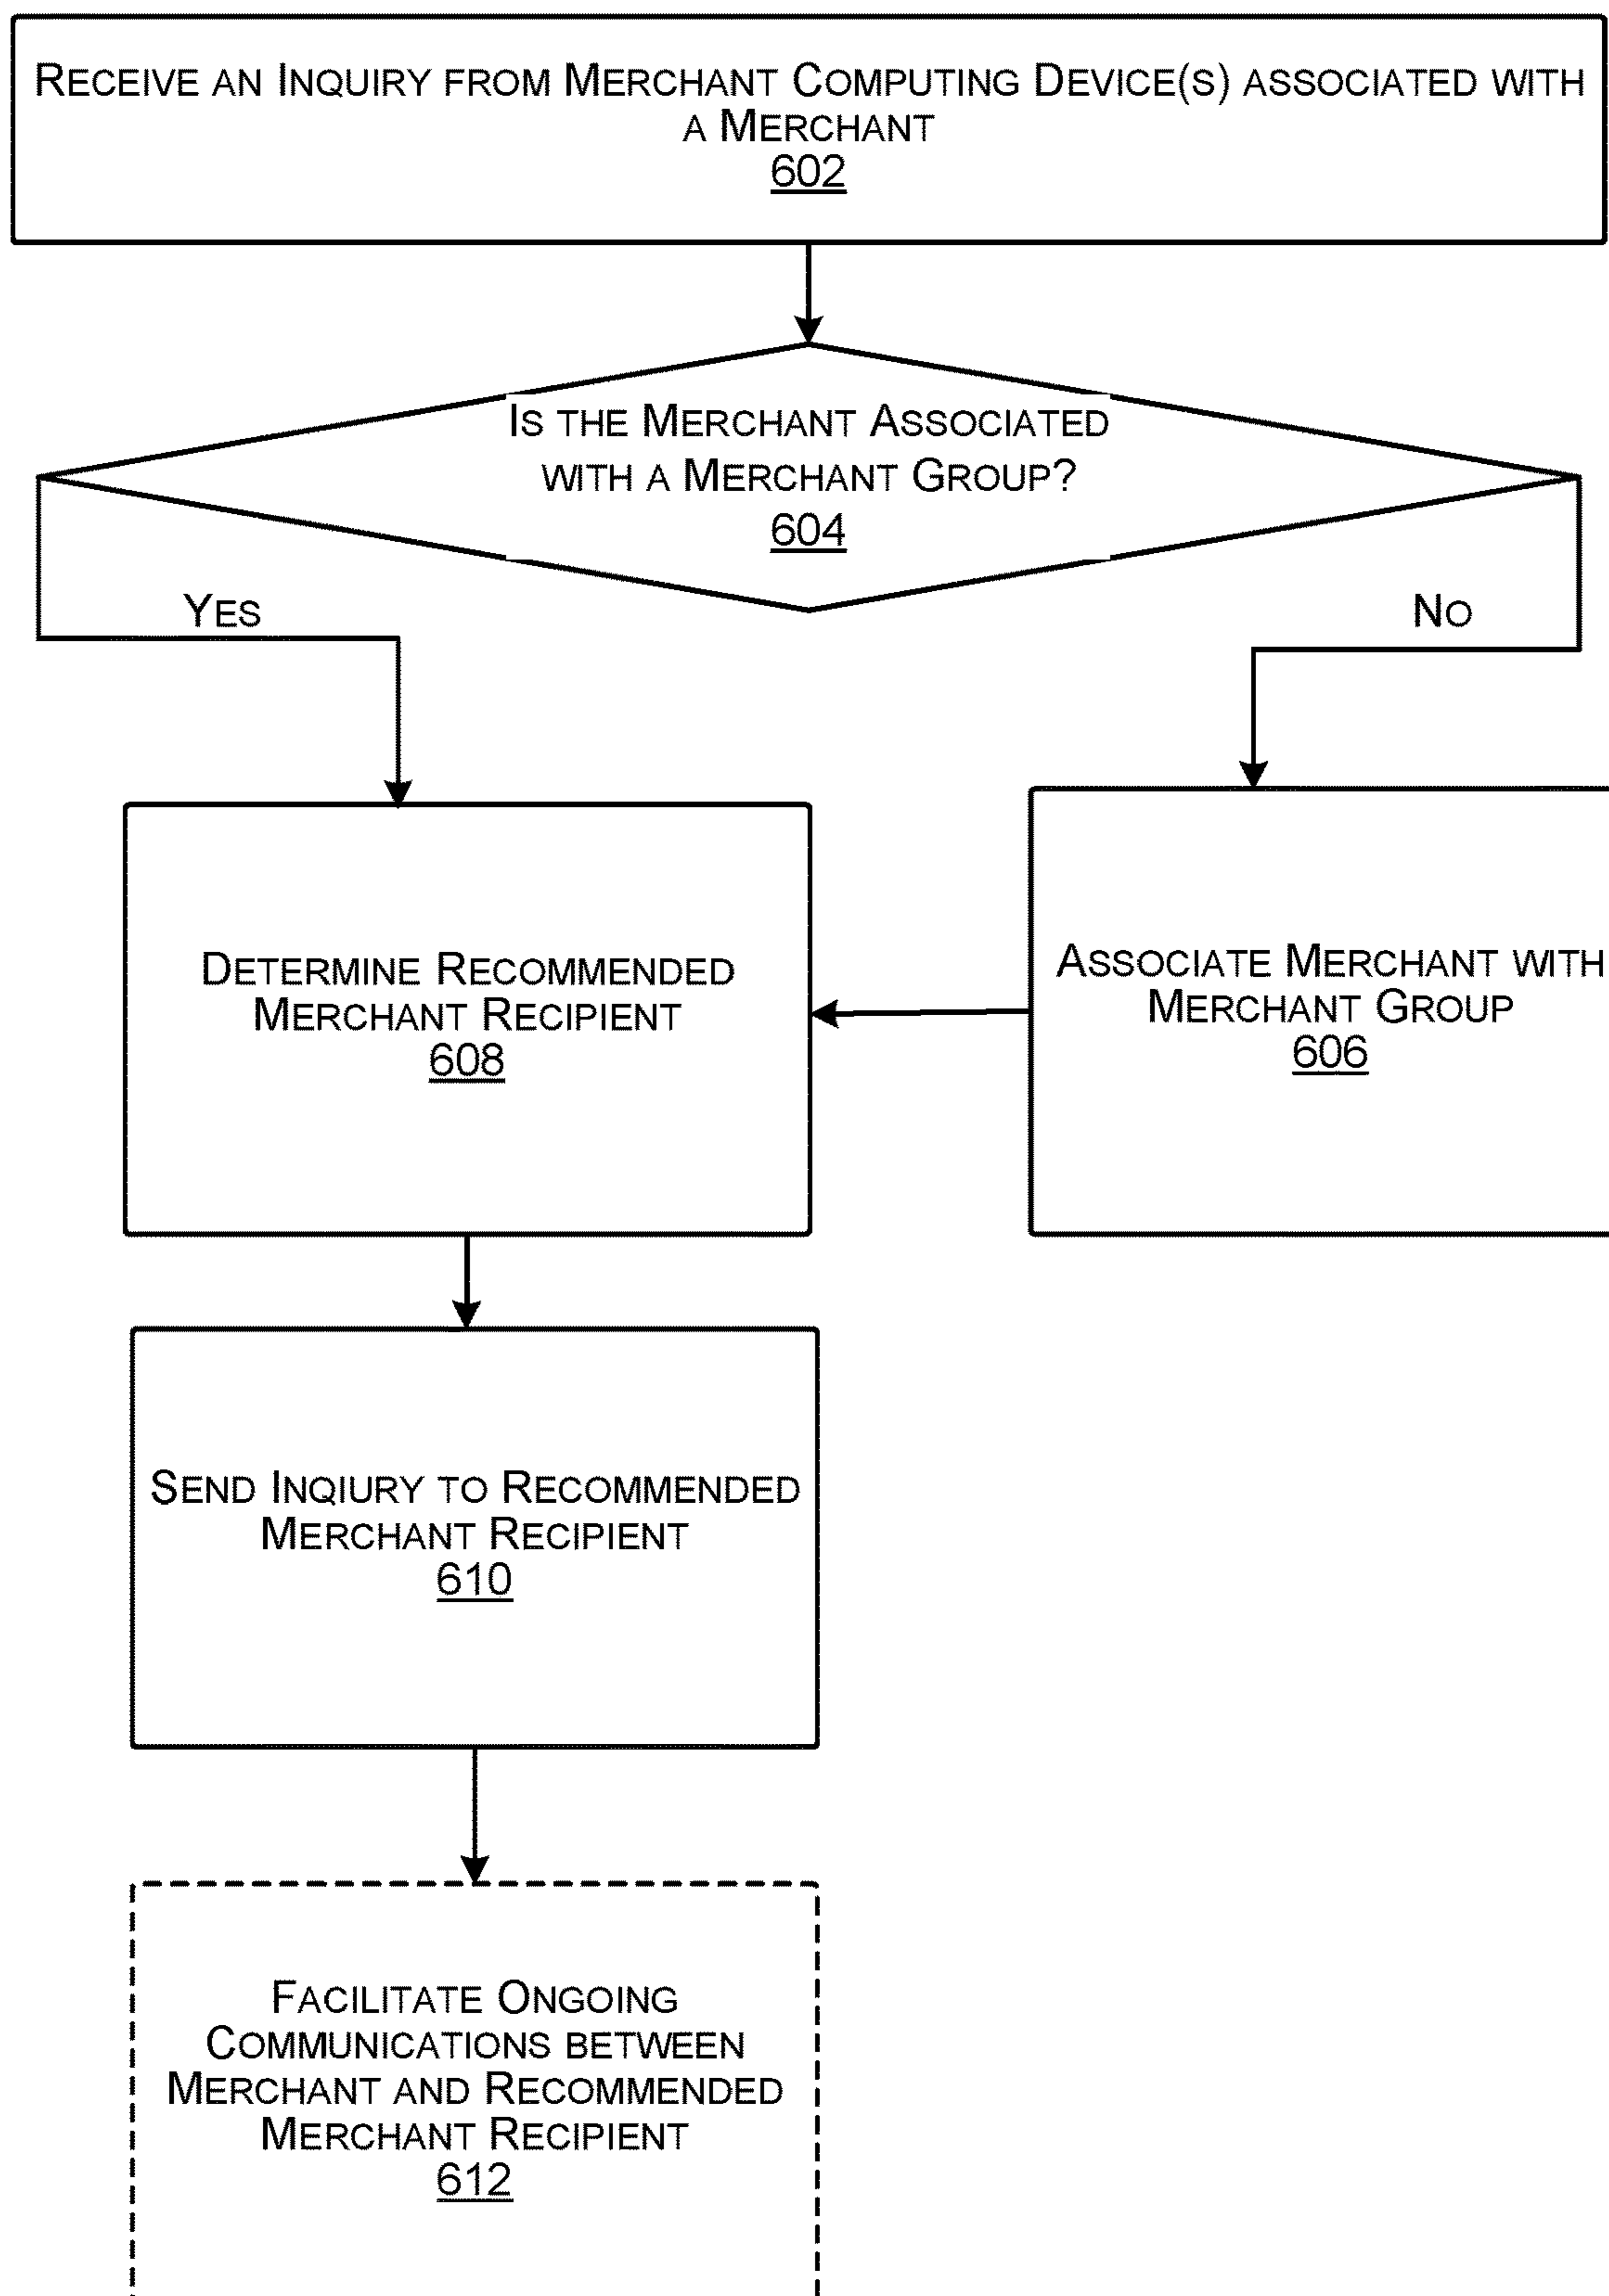 Receive an Inquiry from Merchant Computing Device(s) associated with
a Merchant
602
Is the Merchant Associated
with a Merchant Group?
604
Yes
No
Determine Recommended
Merchant Recipient
608
Associate Merchant with
Merchant Group
606
Send Inqiury to Recommended
Merchant Recipient
610
Facilitate Ongoing
Communications between
Merchant and Recommended
Merchant Recipient
612